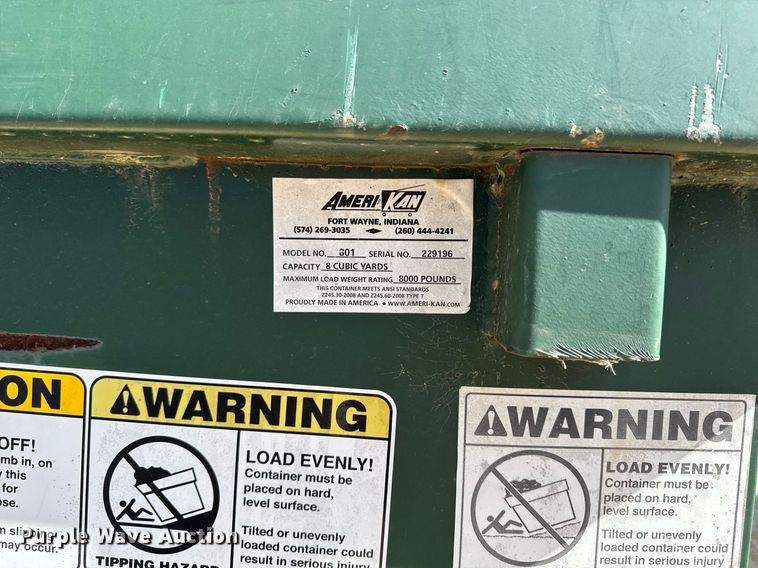 AMERI-KAN
FORT WAYNE, INDIANA
(574) 269-3035 (260) 444-4241
MODEL NO. 801 SERIAL NO. 229196
CAPACITY 8 CUBIC YARDS
MAXIMUM LOAD WEIGHT RATING 8000 POUNDS
THIS CONTAINER MEETS ANSI STANDARDS
Z245.30-2008 AND Z245.60-2008 TYPE T
PROUDLY MADE IN AMERICA • WWW.AMERI-KAN.COM
ON
OFF!
mb in, on
y this
for
ose.
n slip
may occur.
WARNING
LOAD EVENLY!
Container must be
placed on hard,
level surface.
Tilted or unevenly
loaded container could
result in serious injury
TIPPING HAZARD
WARNING
LOAD EVENLY!
Container must be
placed on hard,
level surface.
Tilted or unevenly
loaded container could
result in serious injury
Purple Wave Auction